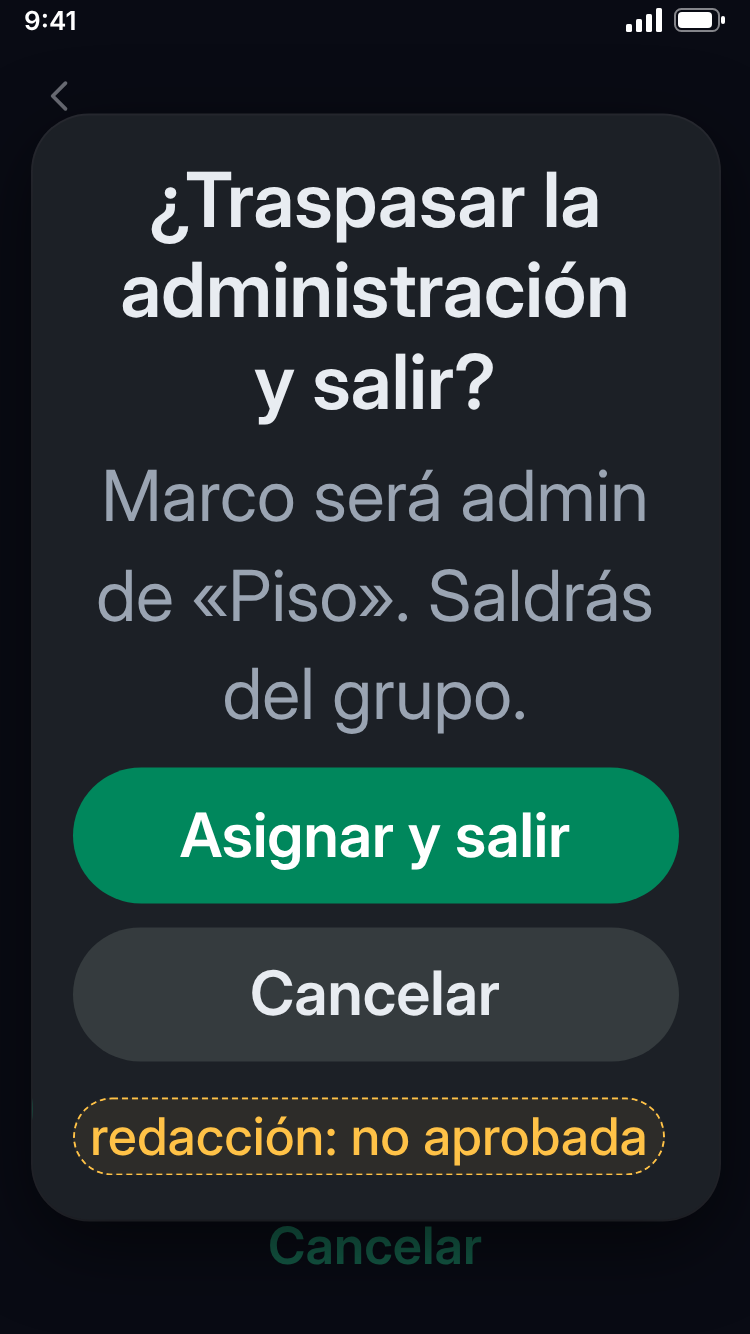 9:41
¿Traspasar la
administración
y salir?
Marco será admin
de «Piso». Saldrás
del grupo.
Asignar y salir
Cancelar
redacción: no aprobada
Cancelar